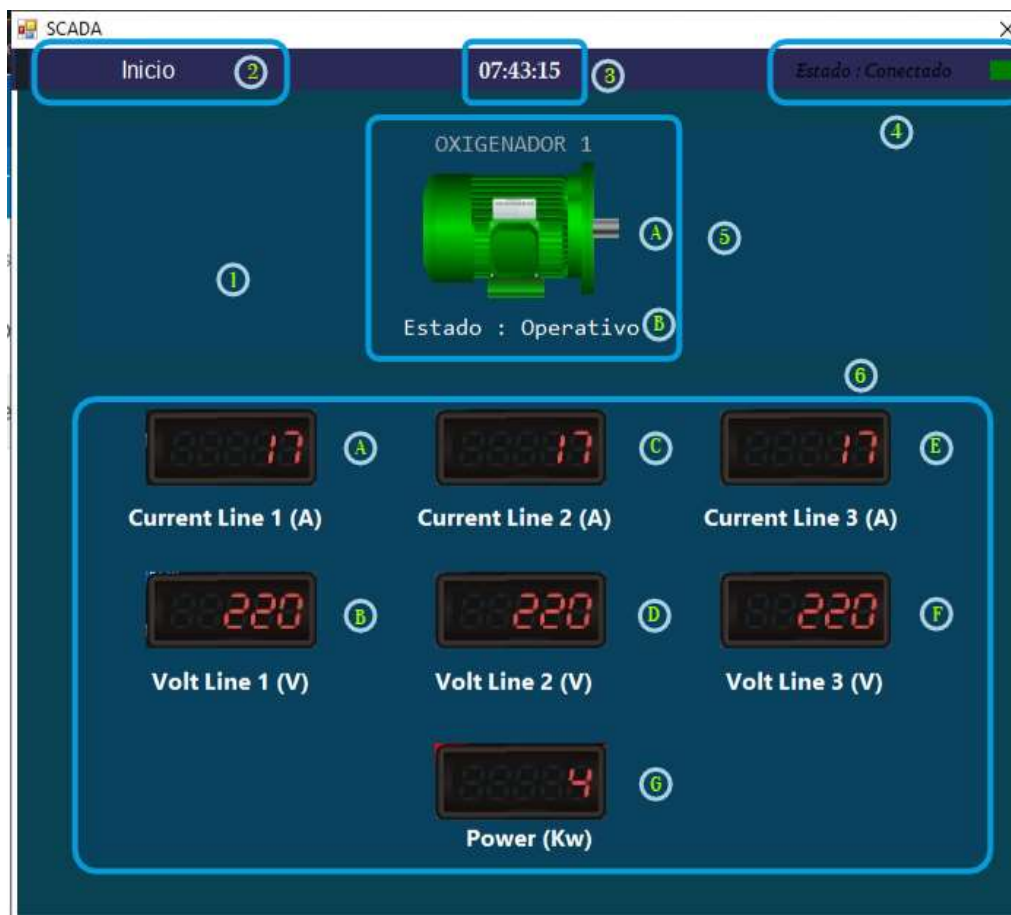 SCADA
Inicio 2 07:43:15 3 Estado : Conectado
4
OXIGENADOR 1
A 5
1
Estado : Operativo B
6
17 A 17 C 17 E
Current Line 1 (A) Current Line 2 (A) Current Line 3 (A)
220 B 220 D 220 F
Volt Line 1 (V) Volt Line 2 (V) Volt Line 3 (V)
4 G
Power (Kw)